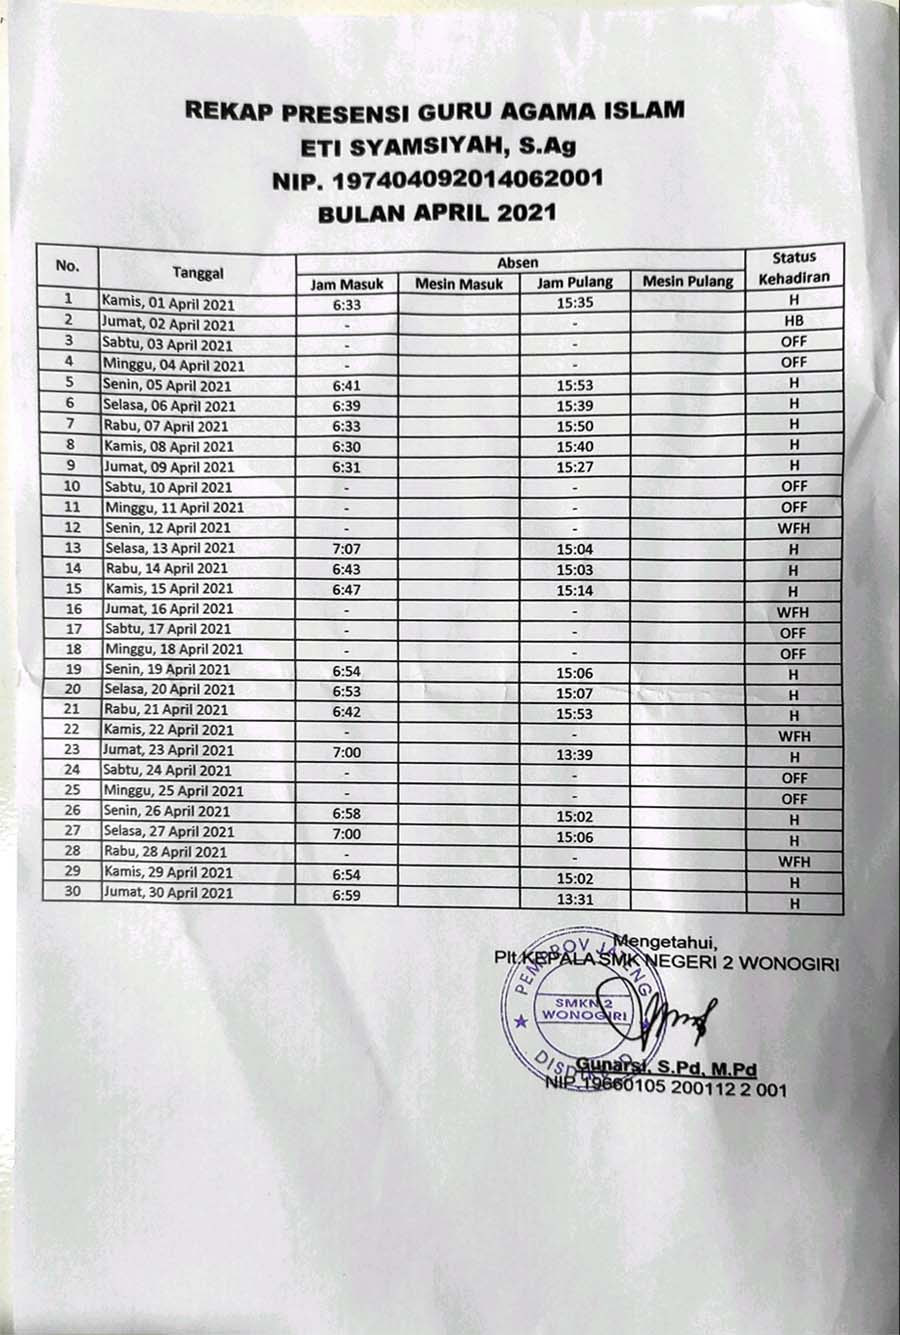 REKAP PRESENSI GURU AGAMA ISLAM
ETI SYAMSIYAH, S.Ag
NIP. 197404092014062001
BULAN APRIL 2021
No. Tanggal Absen Status Kehadiran
Jam Masuk Mesin Masuk Jam Pulang Mesin Pulang
1 Kamis, 01 April 2021 6:33 15:35 H
2 Jumat, 02 April 2021 - - HB
3 Sabtu, 03 April 2021 - - OFF
4 Minggu, 04 April 2021 - - OFF
5 Senin, 05 April 2021 6:41 15:53 H
6 Selasa, 06 April 2021 6:39 15:39 H
7 Rabu, 07 April 2021 6:33 15:50 H
8 Kamis, 08 April 2021 6:30 15:40 H
9 Jumat, 09 April 2021 6:31 15:27 H
10 Sabtu, 10 April 2021 - - OFF
11 Minggu, 11 April 2021 - - OFF
12 Senin, 12 April 2021 - - WFH
13 Selasa, 13 April 2021 7:07 15:04 H
14 Rabu, 14 April 2021 6:43 15:03 H
15 Kamis, 15 April 2021 6:47 15:14 H
16 Jumat, 16 April 2021 - - WFH
17 Sabtu, 17 April 2021 - - OFF
18 Minggu, 18 April 2021 - - OFF
19 Senin, 19 April 2021 6:54 15:06 H
20 Selasa, 20 April 2021 6:53 15:07 H
21 Rabu, 21 April 2021 6:42 15:53 H
22 Kamis, 22 April 2021 - - WFH
23 Jumat, 23 April 2021 7:00 13:39 H
24 Sabtu, 24 April 2021 - - OFF
25 Minggu, 25 April 2021 - - OFF
26 Senin, 26 April 2021 6:58 15:02 H
27 Selasa, 27 April 2021 7:00 15:06 H
28 Rabu, 28 April 2021 - - WFH
29 Kamis, 29 April 2021 6:54 15:02 H
30 Jumat, 30 April 2021 6:59 13:31 H
Mengetahui,
Plt.KEPALA SMK NEGERI 2 WONOGIRI
PEMPROV JATENG
SMKN 2
WONOGIRI
Gunarsi, S.Pd, M.Pd
NIP.19660105 200112 2 001